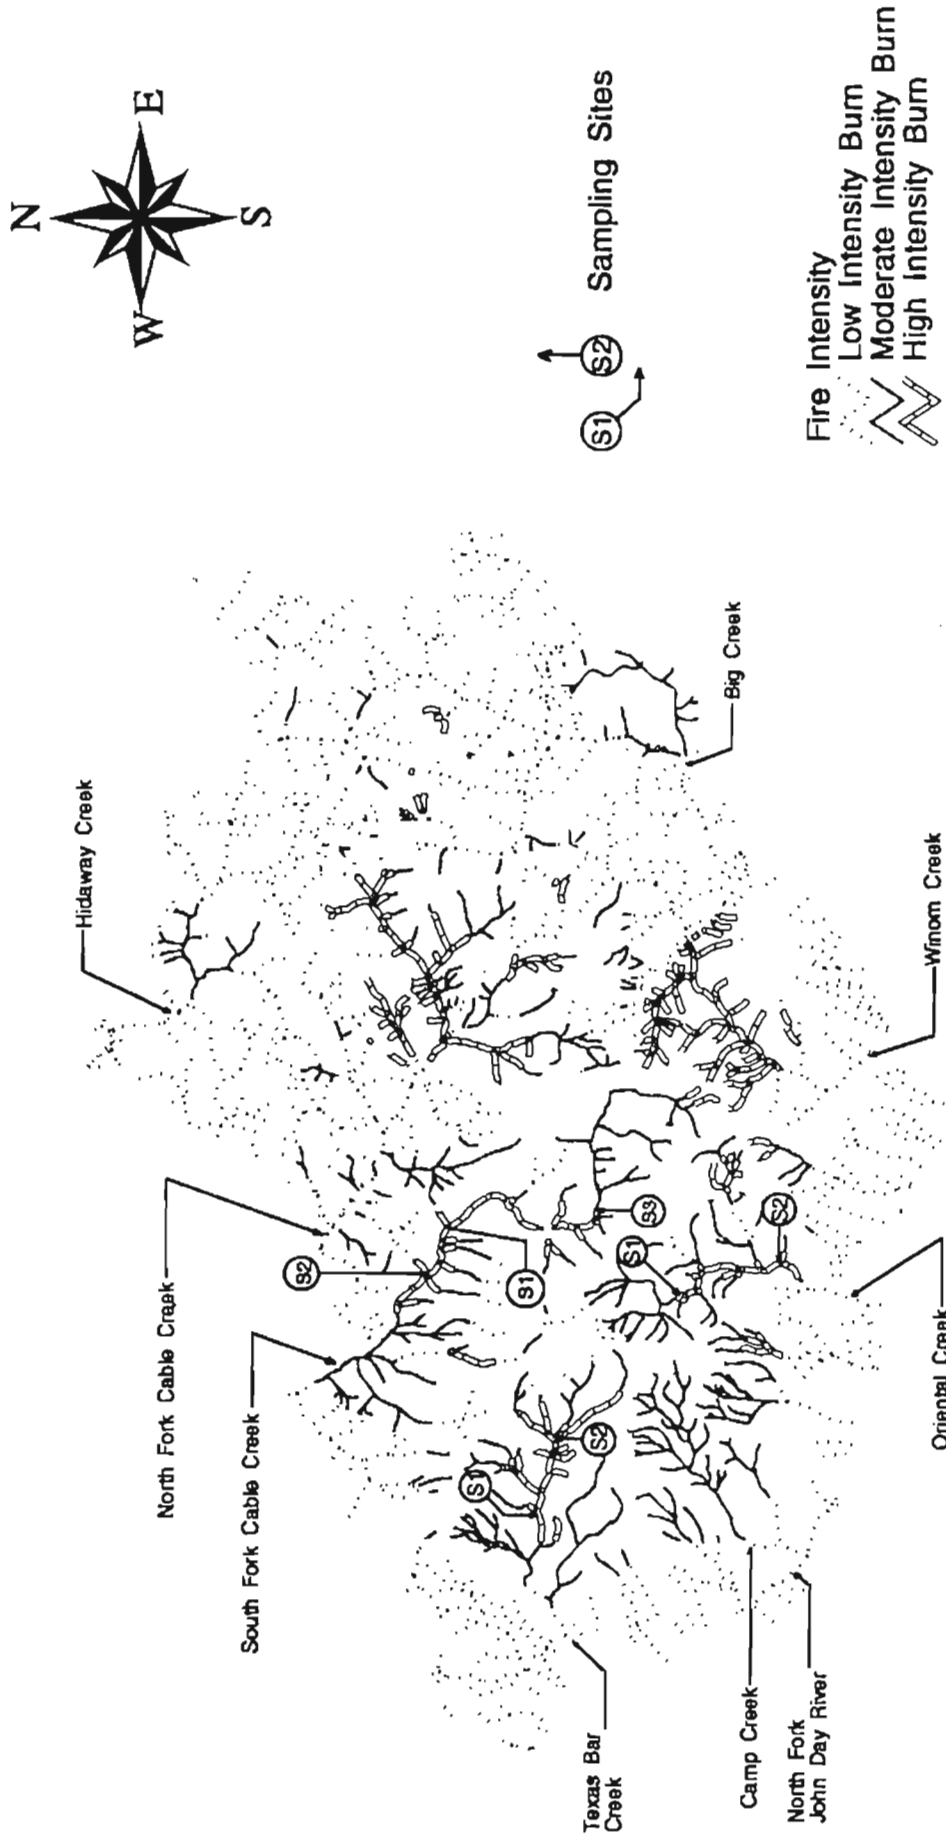 N
W
E
S
S1
S2
Sampling Sites
Fire Intensity
Low Intensity Burn
Moderate Intensity Burn
High Intensity Burn
Hidaway Creek
North Fork Cable Creek
South Fork Cable Creek
S2
S1
S3
S1
S2
S1
S2
Big Creek
Texas Bar
Creek
Camp Creek
North Fork
John Day River
Oriental Creek
Winom Creek